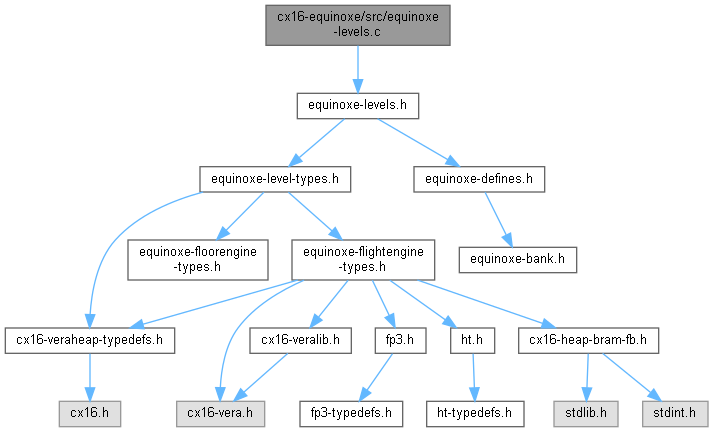 cx16-equinoxe/src/equinoxe
-levels.c
equinoxe-levels.h
equinoxe-level-types.h
equinoxe-defines.h
equinoxe-floorengine
-types.h
equinoxe-flightengine
-types.h
equinoxe-bank.h
cx16-veraheap-typedefs.h
cx16-veralib.h
fp3.h
ht.h
cx16-heap-bram-fb.h
cx16.h
cx16-vera.h
fp3-typedefs.h
ht-typedefs.h
stdlib.h
stdint.h